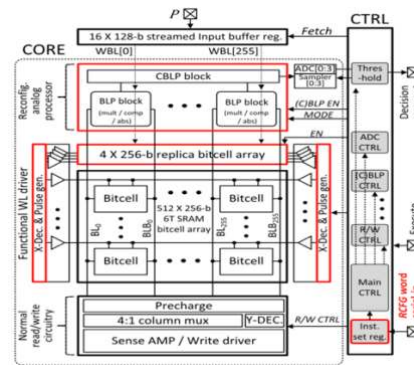 P
16 X 128-b streamed Input buffer reg.
Fetch
CTRL
CORE
WBL[0]
WBL[255]
CBLP block
ADC[0:3]
Sampler
[0:3]
Thres-
hold
Decision
Reconfig.
analog
processor
BLP block
(mult / comp
/ abs)
BLP block
(mult / comp
/ abs)
(C)BLP EN
MODE
EN
4 X 256-b replica bitcell array
ADC
CTRL
Functional WL driver
X-Dec. & Pulse gen.
X-Dec. & Pulse gen.
Bitcell
Bitcell
BL0
BLB0
512 X 256-b
6T SRAM
bitcell array
BL255
BLB255
Bitcell
Bitcell
(C)BLP
CTRL
R/W
CTRL
Main
CTRL
RCFG word
Inst.
set reg.
Normal
read/write
circuitry
Precharge
4:1 column mux
Y-DEC.
Sense AMP / Write driver
R/W CTRL